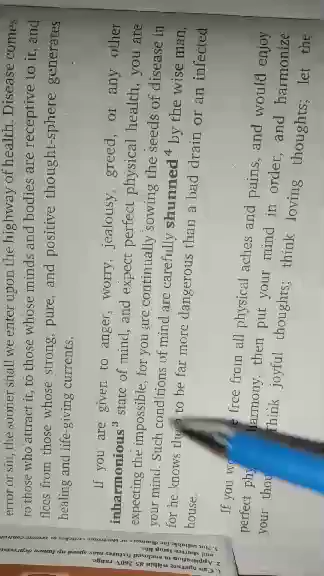 error or sin, the sooner shall we enter upon the highway of health. Disease comes
to those who attract it, to those whose minds and bodies are receptive to it, and
flees from those whose strong, pure, and positive thought-sphere generates
healing and life-giving currents.
If you are given to anger, worry, jealousy, greed, or any other
inharmonious³ state of mind, and expect perfect physical health, you are
expecting the impossible, for you are continually sowing the seeds of disease in
your mind. Such conditions of mind are carefully shunned⁴ by the wise man,
for he knows to be far more dangerous than a bad drain or an infected
house.
If you free from all physical aches and pains, and would enjoy
perfect harmony, then put your mind in order, and harmonize
your Think joyful thoughts; think loving thoughts; let the